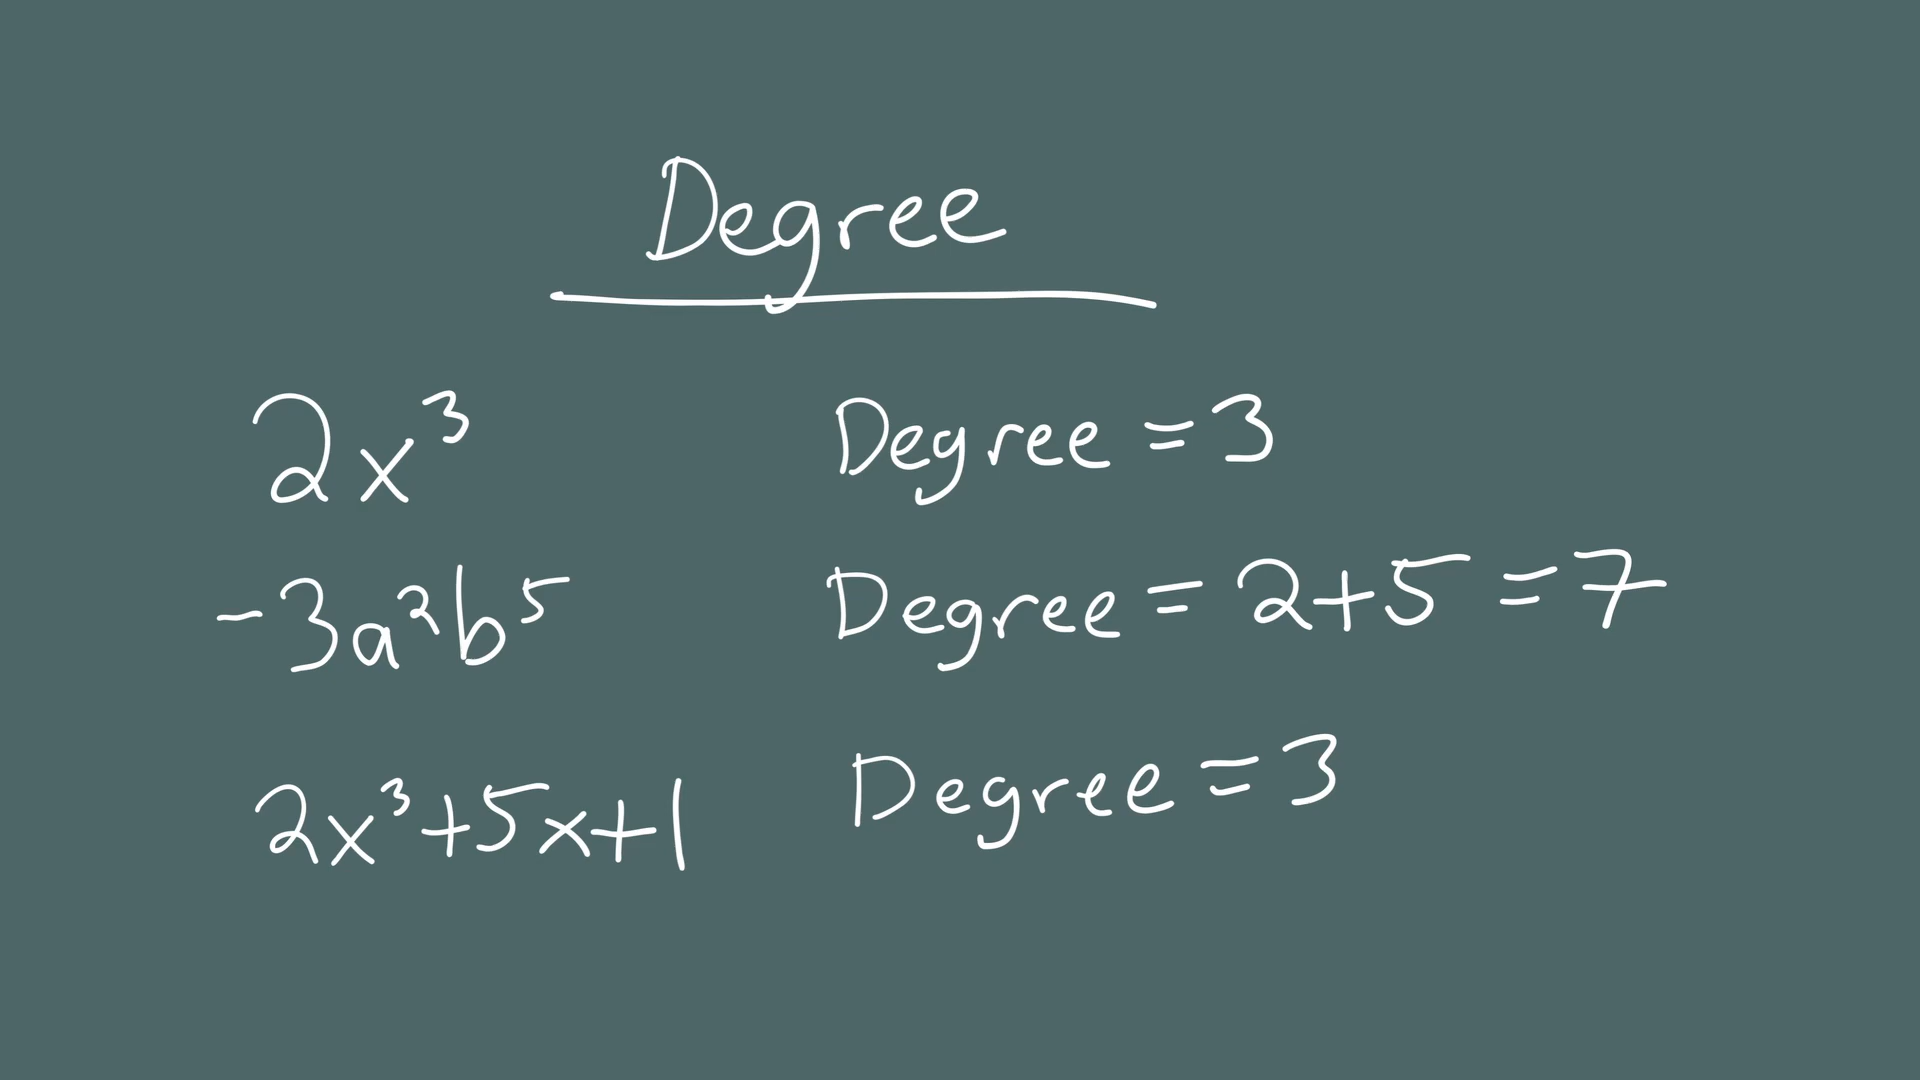 Degree
2x³ Degree = 3
-3a²b⁵ Degree = 2+5 = 7
2x³+5x+1 Degree = 3